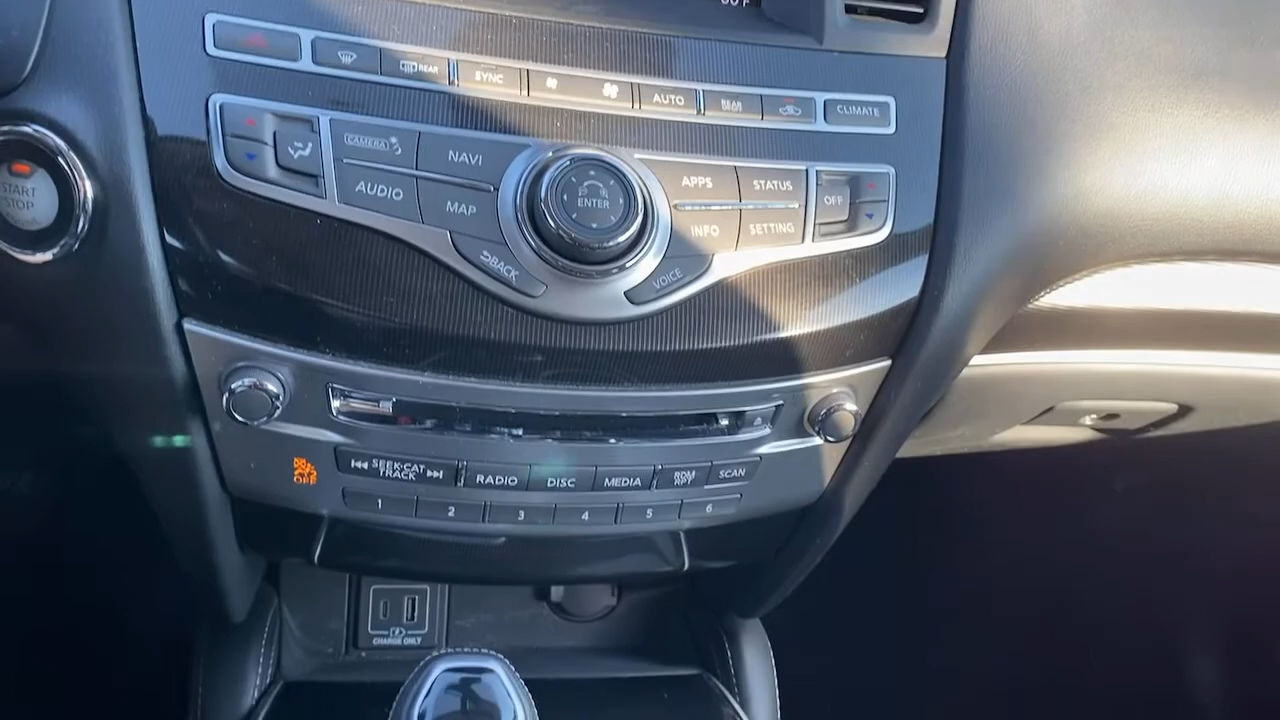 REAR
SYNC
AUTO
CLIMATE
CAMERA
NAVI
AUDIO
MAP
BACK
ENTER
APPS
STATUS
INFO
SETTING
VOICE
OFF
START
STOP
SEEK·CAT
TRACK
RADIO
DISC
MEDIA
RDM
RPT
SCAN
OFF
1
2
3
4
5
6
CHARGE ONLY